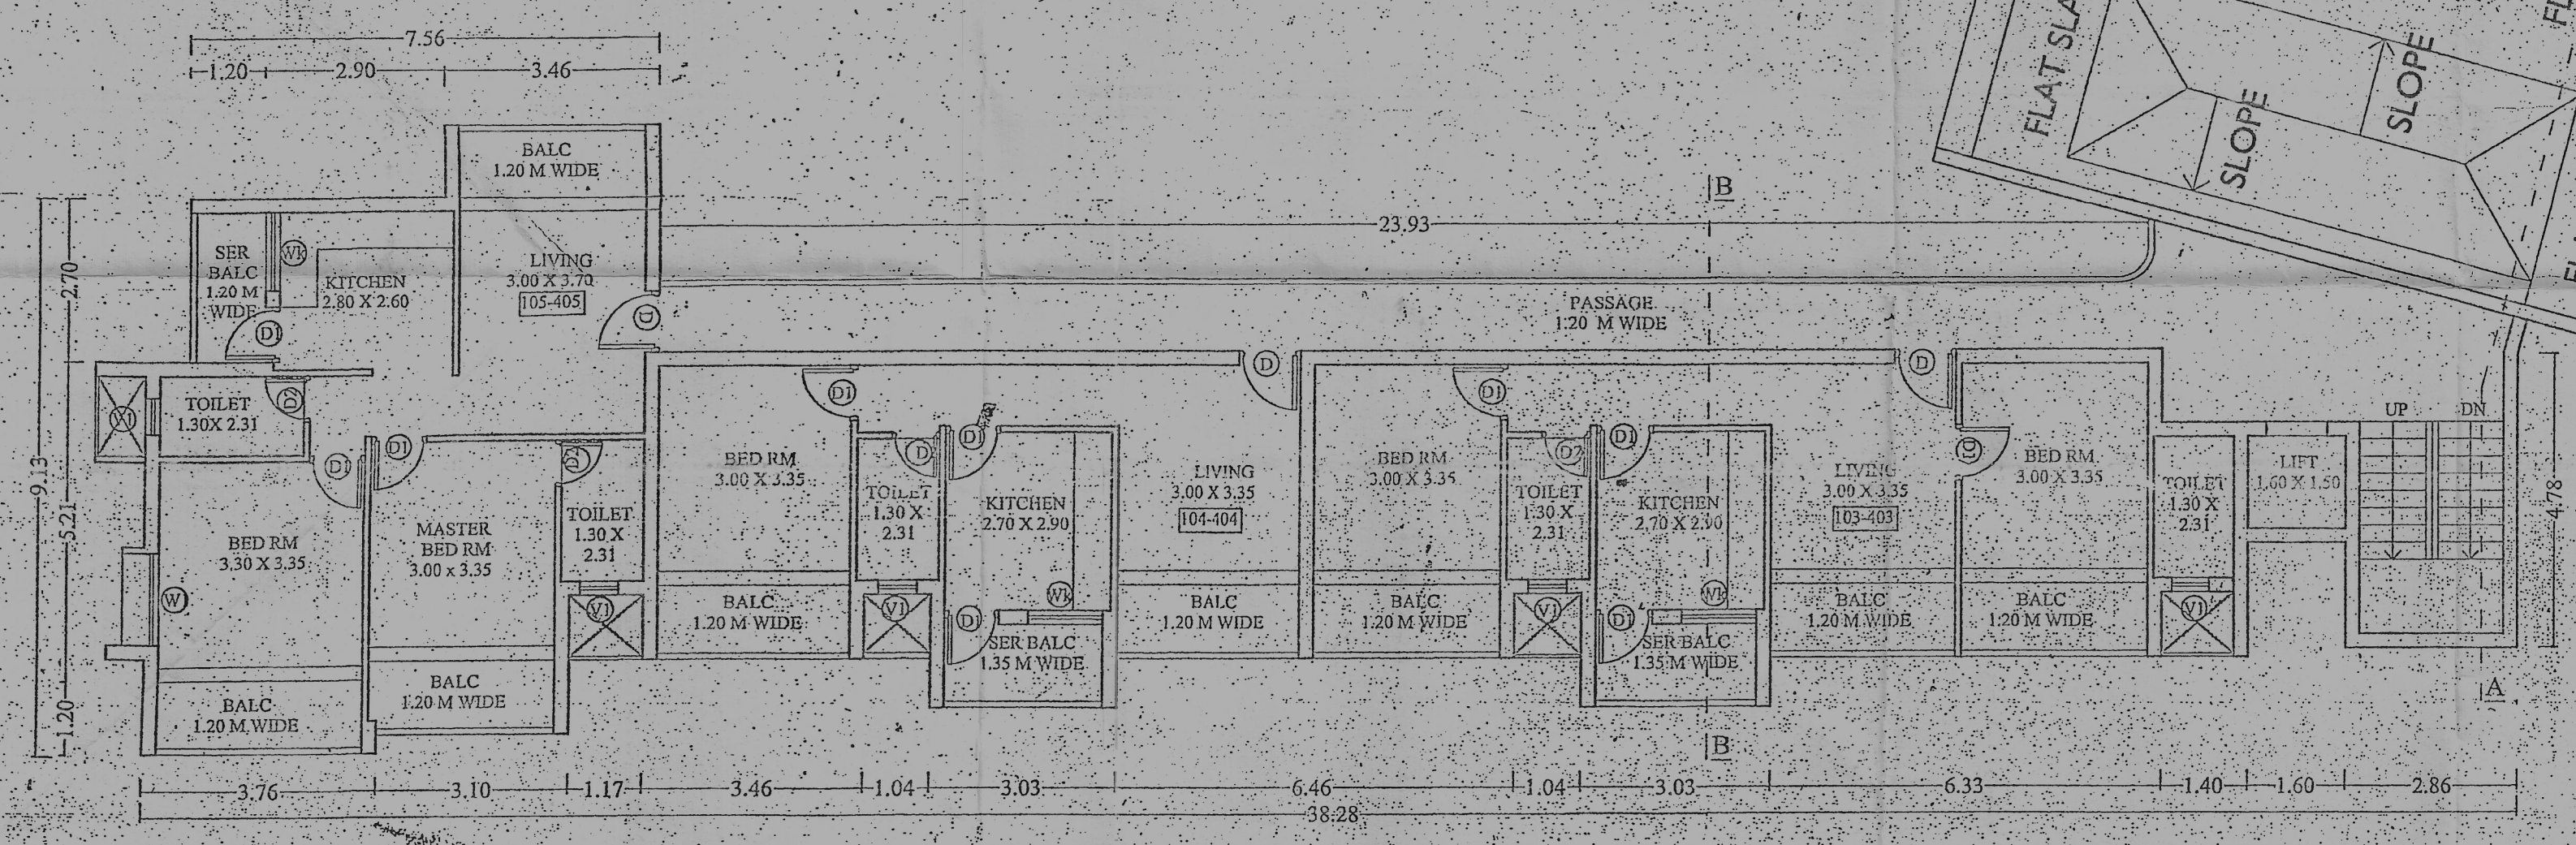 7.56
1.20
2.90
3.46
BALC
1.20 M WIDE
FLAT SLA
SLOPE
SLOPE
B
23.93
SER
BALC
1.20 M
WIDE
Wk
KITCHEN
2.80 X 2.60
LIVING
3.00 X 3.70
105-405
D
D1
PASSAGE
1.20 M WIDE
2.70
9.13
5.21
1.20
V1
TOILET
1.30X 2.31
D2
D1
D1
BED RM
3.30 X 3.35
W
BALC
1.20 M WIDE
MASTER
BED RM
3.00 x 3.35
BALC
1.20 M WIDE
TOILET
1.30 X
2.31
V1
D1
BED RM
3.00 X 3.35
BALC
1.20 M WIDE
D
TOILET
1.30 X
2.31
V1
D1
KITCHEN
2.70 X 2.90
Wk
D1
SER BALC
1.35 M WIDE
D
LIVING
3.00 X 3.35
104-404
BALC
1.20 M WIDE
D1
BED RM
3.00 X 3.35
BALC
1.20 M WIDE
D2
TOILET
1.30 X
2.31
V1
D1
KITCHEN
2.70 X 2.90
Wk
D1
SER BALC
1.35 M WIDE
D
LIVING
3.00 X 3.35
103-403
BALC
1.20 M WIDE
BED RM
3.00 X 3.35
BALC
1.20 M WIDE
TOILET
1.30 X
2.31
V1
LIFT
1.60 X 1.50
UP
DN
4.78
A
B
3.76
3.10
1.17
3.46
1.04
3.03
6.46
1.04
3.03
6.33
1.40
1.60
2.86
38.28